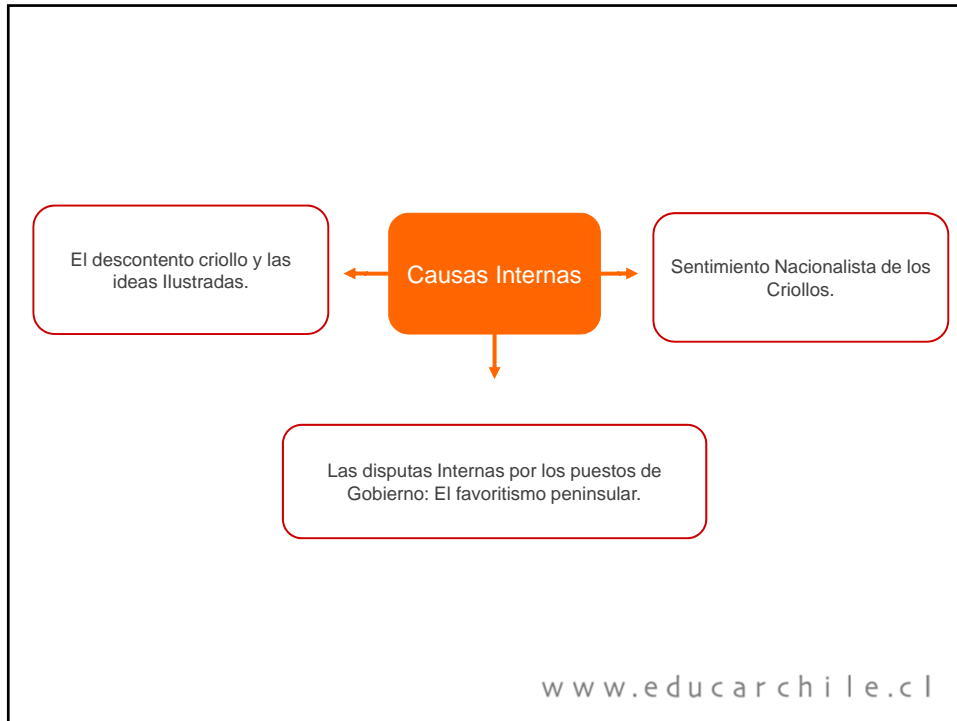 El descontento criollo y las
ideas Ilustradas.
Causas Internas
Sentimiento Nacionalista de los
Criollos.
Las disputas Internas por los puestos de
Gobierno: El favoritismo peninsular.
www.educarchile.cl